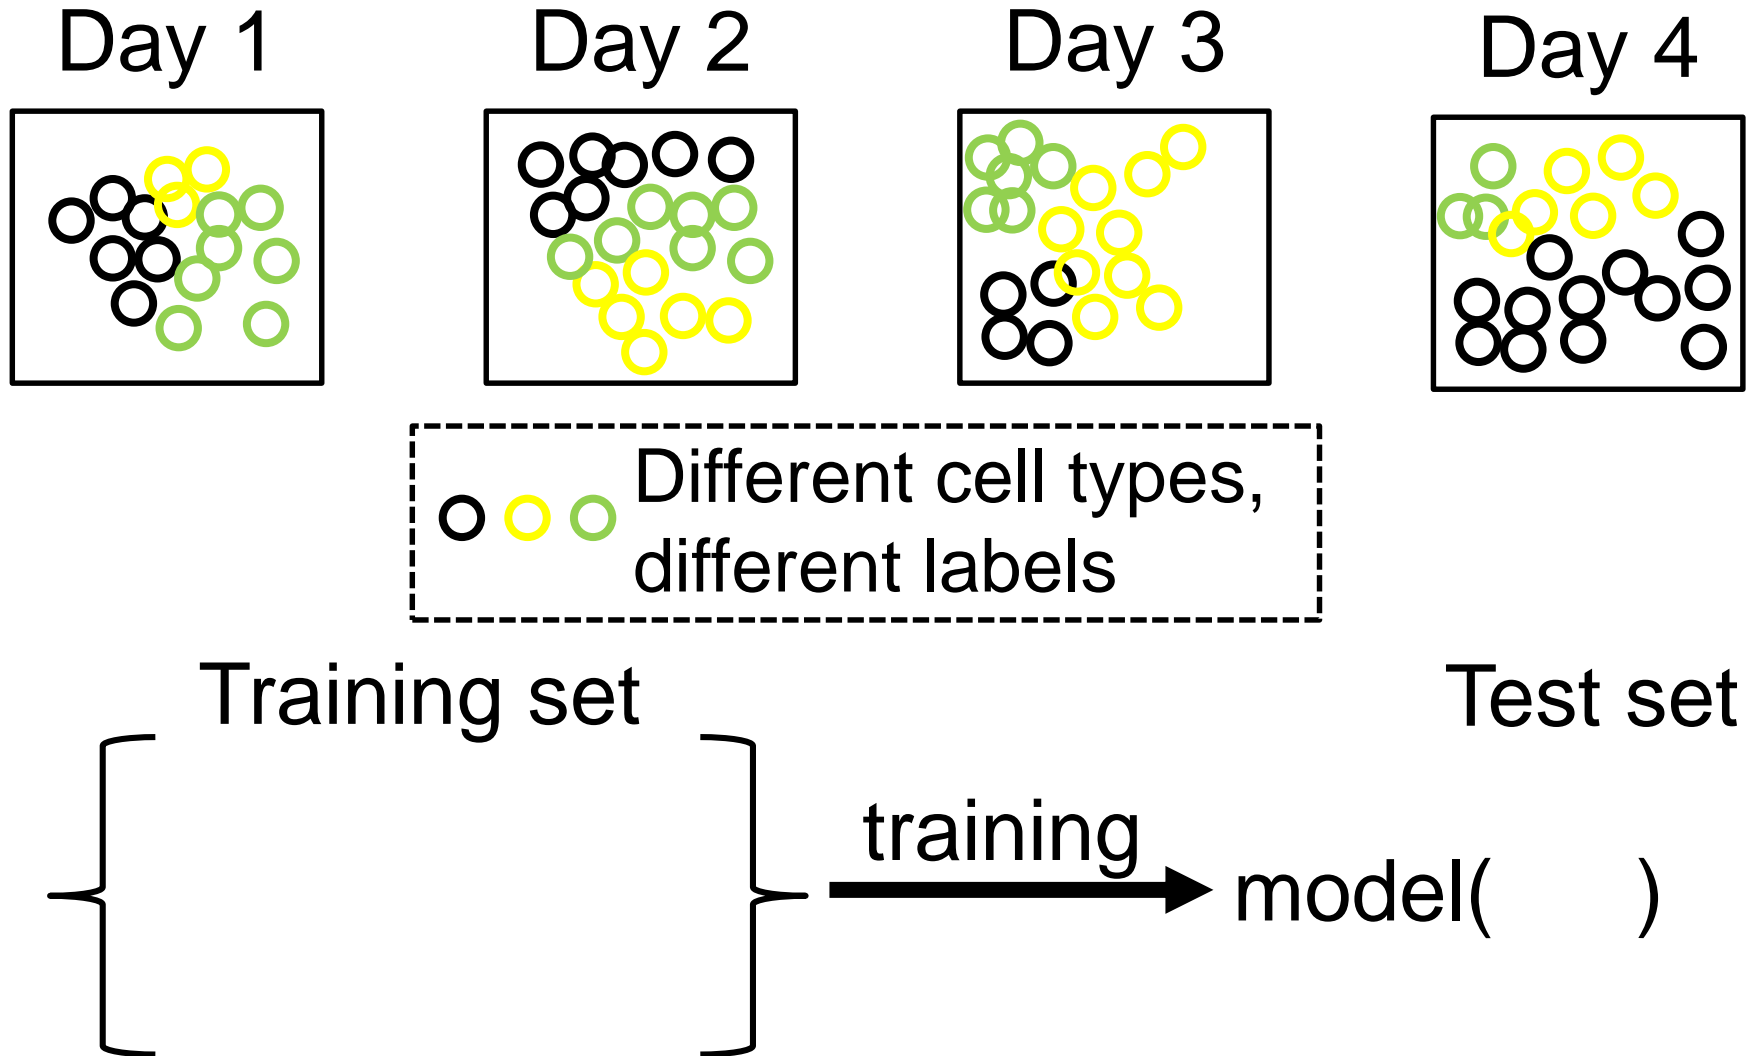 Day 1 Day 2 Day 3 Day 4
Different cell types,
different labels
Training set Test set
training
model( )